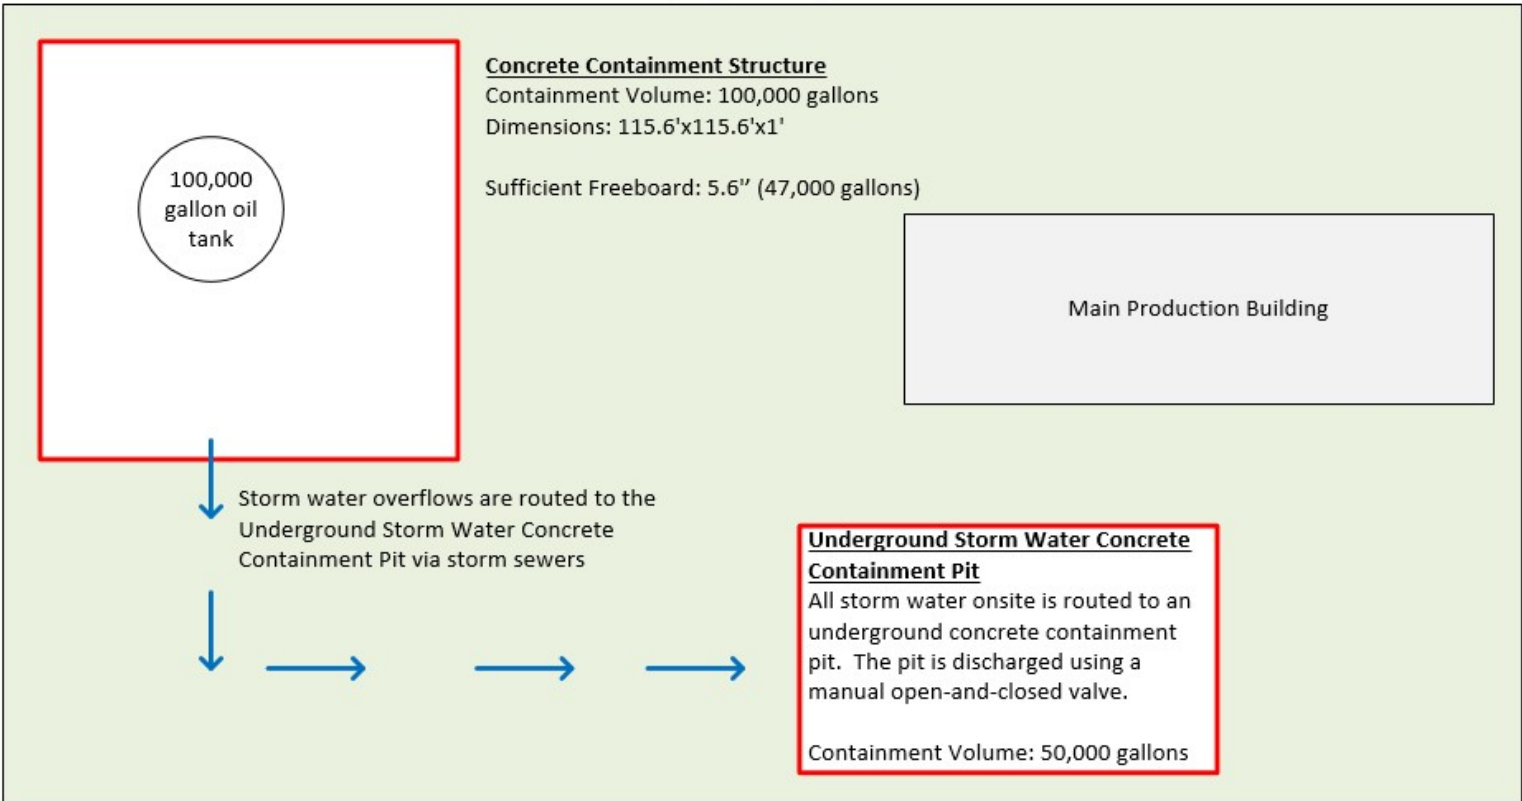 Concrete Containment Structure
Containment Volume: 100,000 gallons
Dimensions: 115.6'x115.6'x1'
Sufficient Freeboard: 5.6” (47,000 gallons)
100,000
gallon oil
tank
Main Production Building
Storm water overflows are routed to the
Underground Storm Water Concrete
Containment Pit via storm sewers
Underground Storm Water Concrete
Containment Pit
All storm water onsite is routed to an
underground concrete containment
pit. The pit is discharged using a
manual open-and-closed valve.
Containment Volume: 50,000 gallons